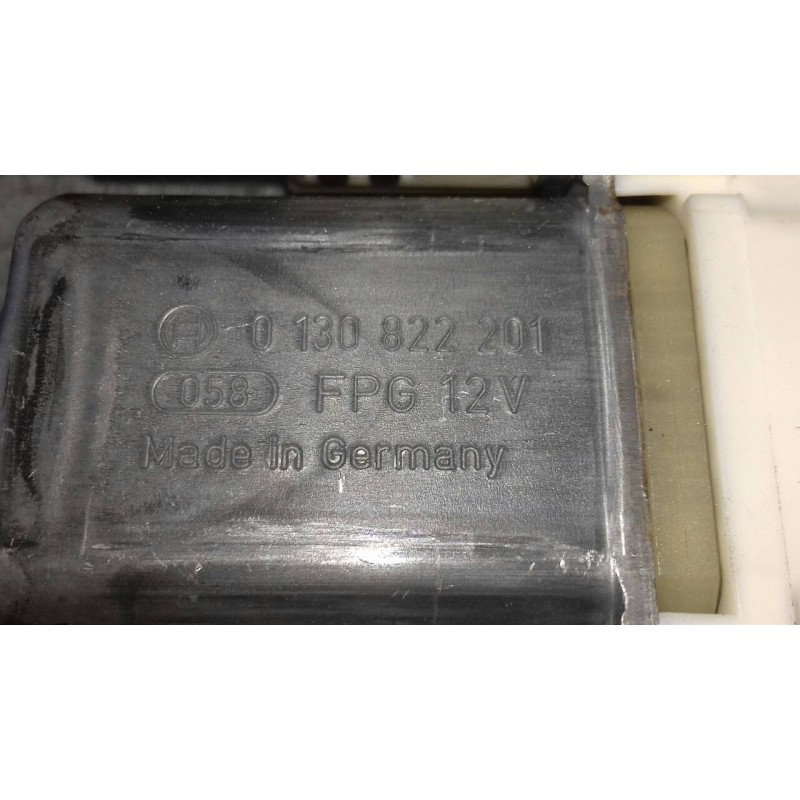 0 130 822 201
058 FPG 12V
Made in Germany